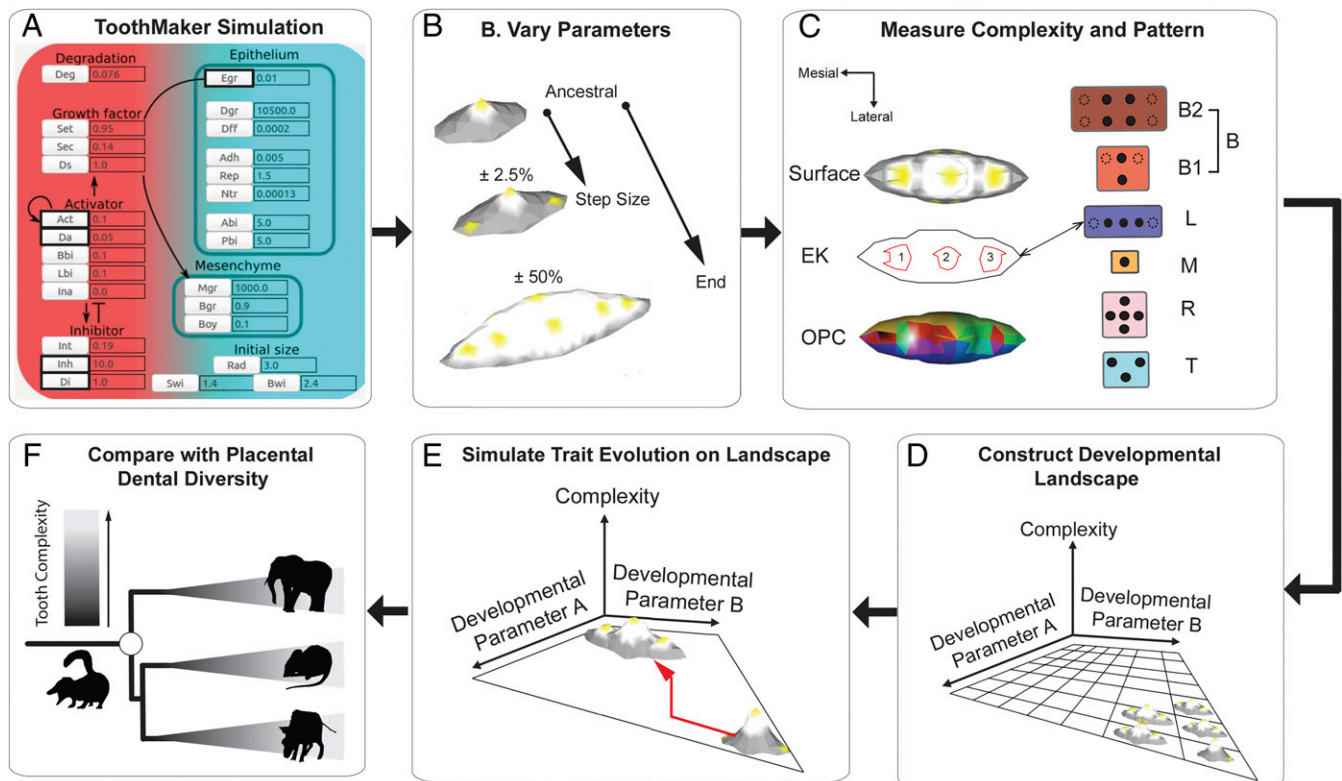 A
ToothMaker Simulation
Degradation
Deg 0.076
Growth factor
Set 0.95
Sec 0.14
Ds 1.0
Activator
Act 0.1
Da 0.05
Bbi 0.1
Lbi 0.1
Ina 0.0
Inhibitor
Int 0.19
Inh 10.0
Di 1.0
Epithelium
Egr 0.01
Dgr 10500.0
Dff 0.0002
Adh 0.005
Rep 1.5
Ntr 0.00013
Abi 5.0
Pbi 5.0
Mesenchyme
Mgr 1000.0
Bgr 0.9
Boy 0.1
Initial size
Rad 3.0
Swi 1.4 Bwi 2.4
B
B. Vary Parameters
Ancestral
± 2.5%
Step Size
± 50%
End
C
Measure Complexity and Pattern
Mesial
Lateral
Surface
EK
1 2 3
OPC
B2
B
B1
L
M
R
T
F
Compare with Placental
Dental Diversity
Tooth Complexity
E
Simulate Trait Evolution on Landscape
Complexity
Developmental
Parameter A
Developmental
Parameter B
D
Construct Developmental
Landscape
Complexity
Developmental
Parameter A
Developmental
Parameter B